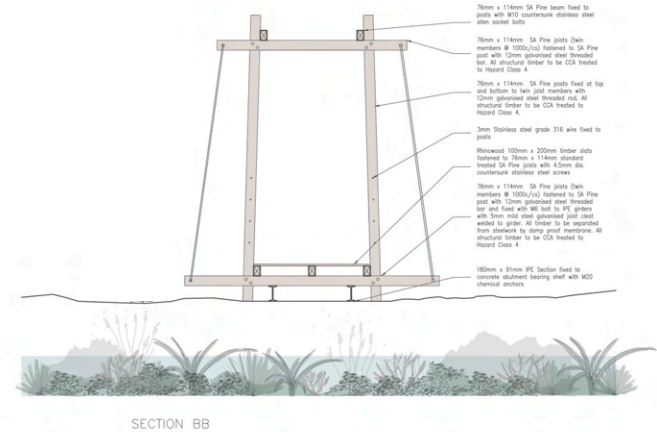 76mm x 114mm SA Pine beam fixed to
posts with M10 countersunk stainless steel
allen socket bolts
76mm x 114mm SA Pine joists (twin
members @ 1000c/cs) fastened to SA Pine
post with 12mm galvanised steel threaded
bar. All structural timber to be CCA treated
to Hazard Class 4
76mm x 114mm SA Pine posts fixed at top
and bottom to twin joist members with
12mm galvanised steel threaded rod. All
structural timber to be CCA treated to
Hazard Class 4.
3mm Stainless steel grade 316 wire fixed to
posts
Rhinowood 100mm x 200mm timber slats
fastened to 76mm x 114mm standard
treated SA Pine joists with 4.5mm dia.
countersunk stainless steel screws
76mm x 114mm SA Pine joists (twin
members @ 1000c/cs) fastened to SA Pine
post with 12mm galvanised steel threaded
bar and fixed with M6 bolt to IPE girders
with 5mm mild steel galvanised joist cleat
welded to girder. All timber to be separated
from steelwork by damp proof membrane. All
structural timber to be CCA treated to
Hazard Class 4
180mm x 91mm IPE Section fixed to
concrete abutment bearing shelf with M20
chemical anchors
SECTION BB